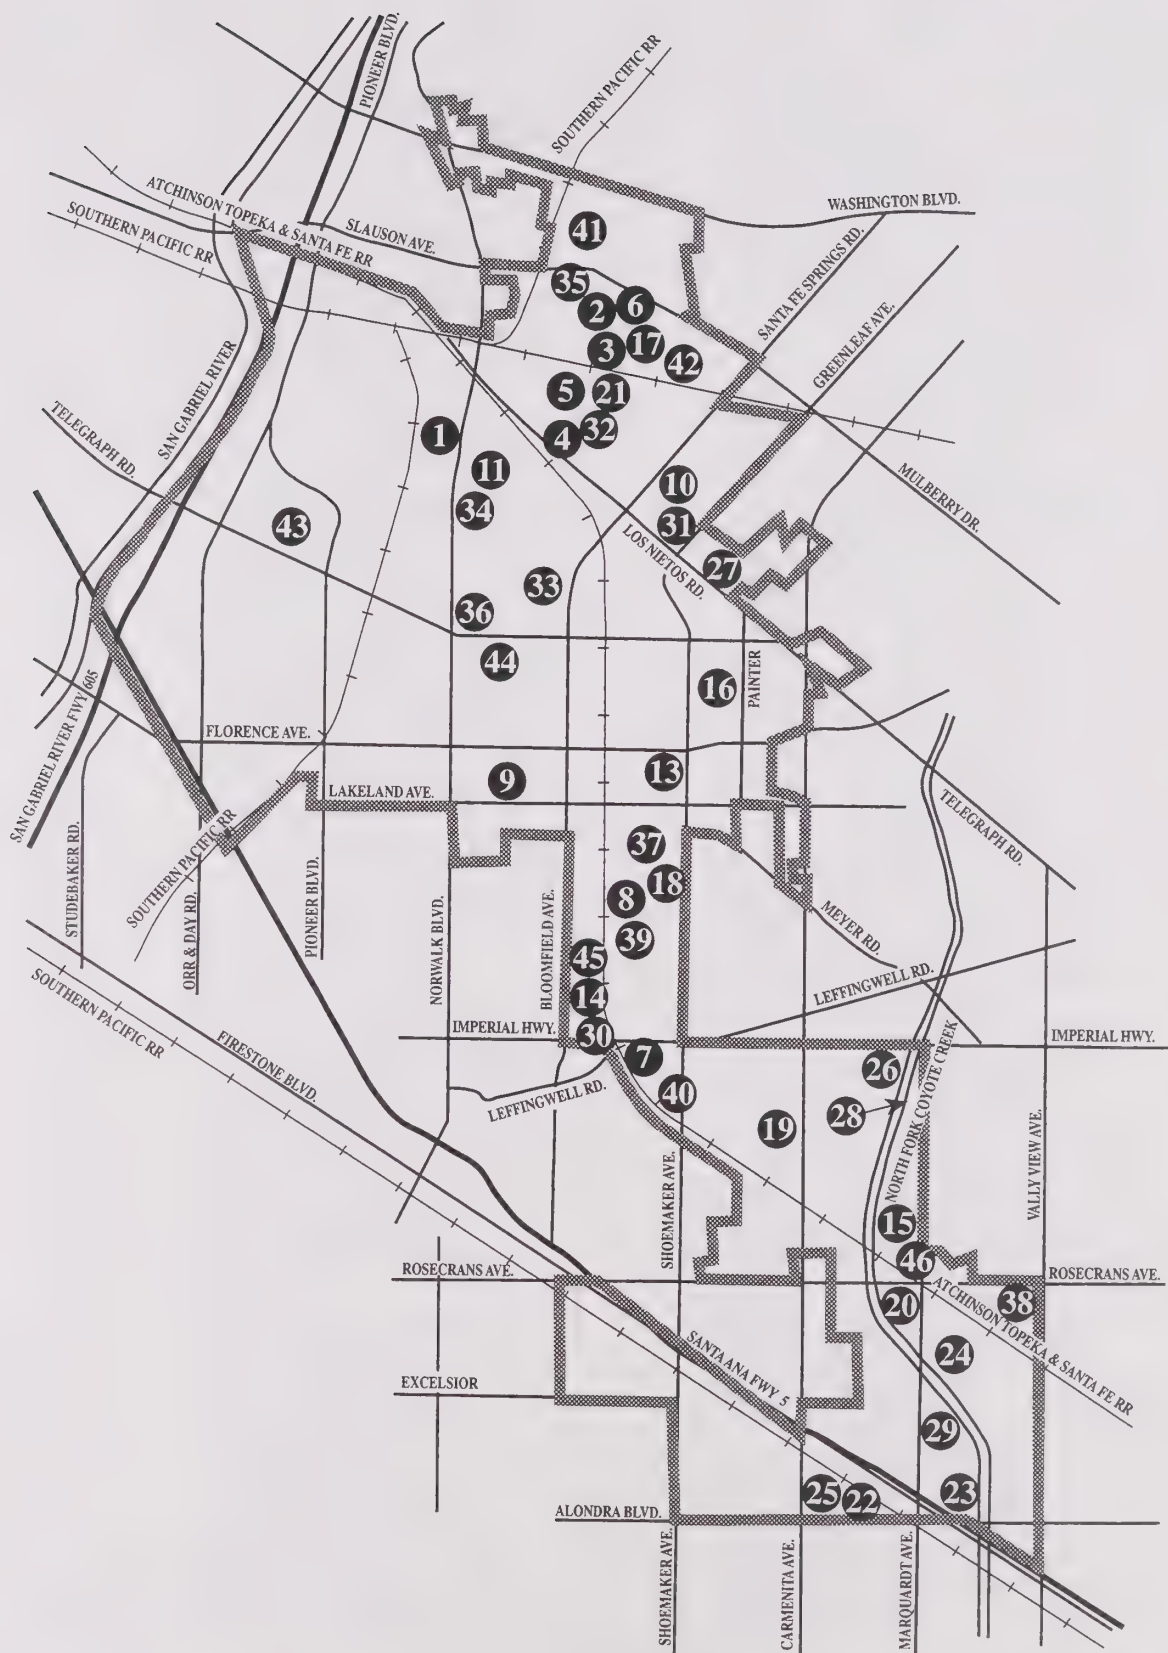 PIONEER BLVD.
SOUTHERN PACIFIC RR
ATCHINSON TOPEKA & SANTA FE RR
WASHINGTON BLVD.
SOUTHERN PACIFIC RR
SLAUSON AVE.
41
SANTA FE SPRINGS RD.
35
2
6
GREENLEAF AVE.
3
17
42
SAN GABRIEL RIVER
5
21
TELEGRAPH RD.
1
4
32
11
10
MULBERRY DR.
34
43
31
LOS NIETOS RD.
27
33
36
44
16
PAINTER
SAN GABRIEL RIVER FWY 605
FLORENCE AVE.
9
13
LAKELAND AVE.
TELEGRAPH RD.
SOUTHERN PACIFIC RR
37
STUDEBAKER RD.
18
8
ORR & DAY RD.
PIONEER BLVD.
NORWALK BLVD.
BLOOMFIELD AVE.
39
MEYER RD.
45
LEFFINGWELL RD.
14
SOUTHERN PACIFIC RR
FIRESTONE BLVD.
IMPERIAL HWY.
30
7
IMPERIAL HWY.
26
LEFFINGWELL RD.
40
28
NORTH FORK COYOTE CREEK
19
VALLY VIEW AVE.
SHOEMAKER AVE.
15
46
ROSECRANS AVE.
ROSECRANS AVE.
20
38
ATCHINSON TOPEKA & SANTA FE RR
24
SANTA ANA FWY 5
EXCELSIOR
29
25
22
23
ALONDRA BLVD.
SHOEMAKER AVE.
CARMENITA AVE.
MARQUARDT AVE.